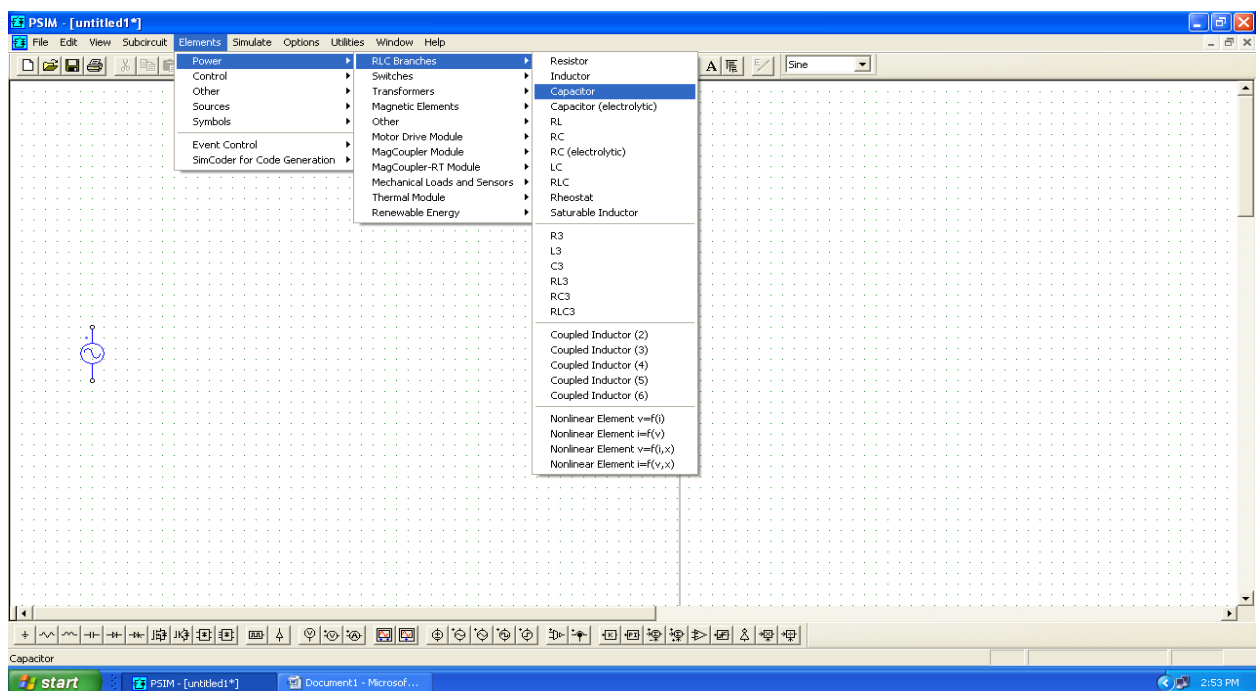 PSIM - [untitled1*]
File Edit View Subcircuit Elements Simulate Options Utilities Window Help
Sine
Power
Control
Other
Sources
Symbols
Event Control
SimCoder for Code Generation
RLC Branches
Switches
Transformers
Magnetic Elements
Other
Motor Drive Module
MagCoupler Module
MagCoupler-RT Module
Mechanical Loads and Sensors
Thermal Module
Renewable Energy
Resistor
Inductor
Capacitor
Capacitor (electrolytic)
RL
RC
RC (electrolytic)
LC
RLC
Rheostat
Saturable Inductor
R3
L3
C3
RL3
RC3
RLC3
Coupled Inductor (2)
Coupled Inductor (3)
Coupled Inductor (4)
Coupled Inductor (5)
Coupled Inductor (6)
Nonlinear Element v=f(i)
Nonlinear Element i=f(v)
Nonlinear Element v=f(i,x)
Nonlinear Element i=f(v,x)
Capacitor
start PSIM - [untitled1*] Document1 - Microsof... 2:53 PM